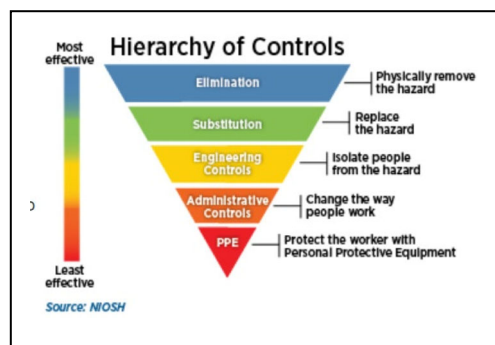 Hierarchy of Controls
Most
effective
Elimination
Physically remove
the hazard
Substitution
Replace
the hazard
Engineering
Controls
Isolate people
from the hazard
Administrative
Controls
Change the way
people work
PPE
Protect the worker with
Personal Protective Equipment
Least
effective
Source: NIOSH